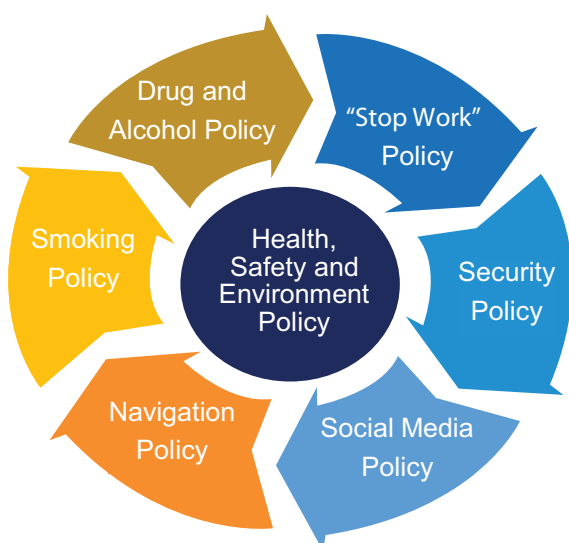 Drug and
Alcohol Policy
“Stop Work”
Policy
Security
Policy
Social Media
Policy
Navigation
Policy
Smoking
Policy
Health,
Safety and
Environment
Policy